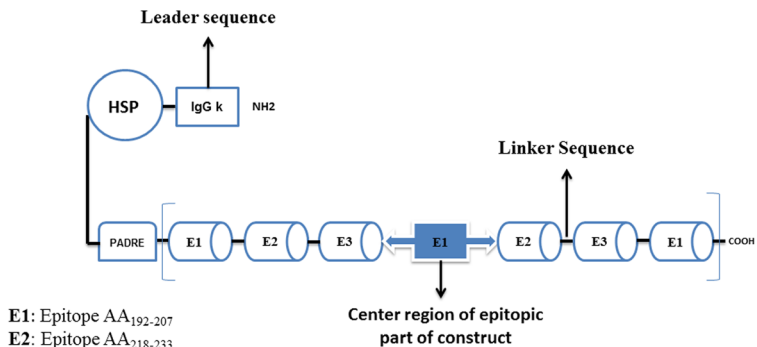 Leader sequence
HSP
IgG k
NH2
Linker Sequence
PADRE
E1
E2
E3
E1
E2
E3
E1
COOH
Center region of epitopic
part of construct
E1: Epitope AA192-207
E2: Epitope AA218-233